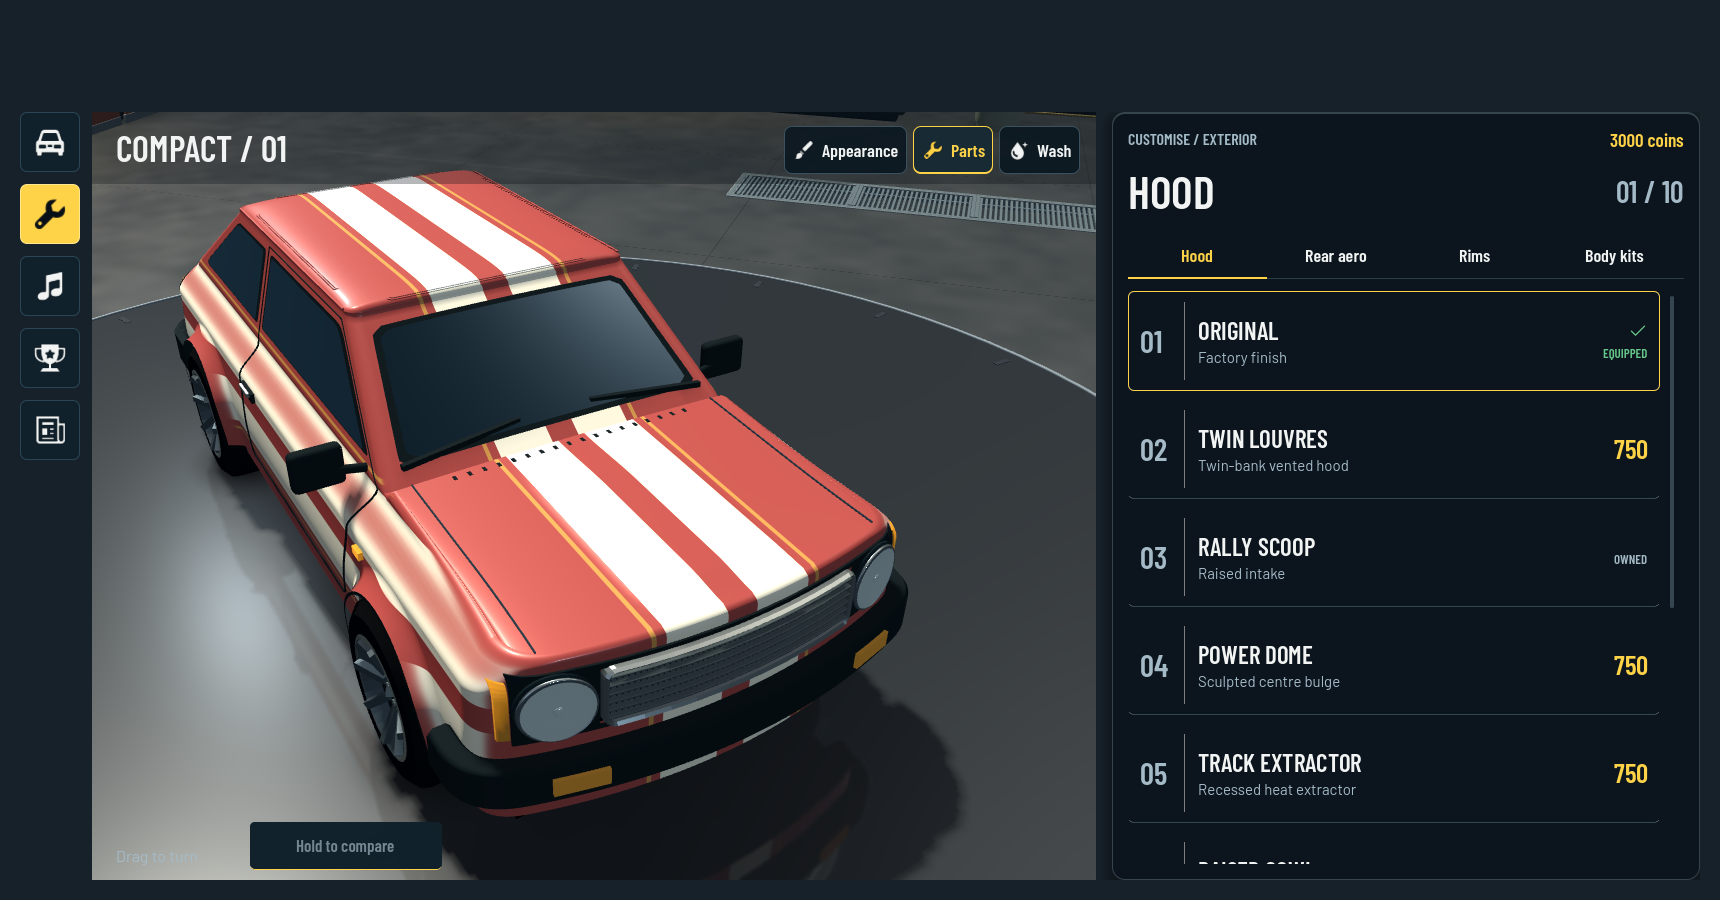 COMPACT / 01
Appearance
Parts
Wash
Drag to turn
Hold to compare
CUSTOMISE / EXTERIOR
3000 coins
HOOD
01 / 10
Hood
Rear aero
Rims
Body kits
01
ORIGINAL
Factory finish
EQUIPPED
02
TWIN LOUVRES
Twin-bank vented hood
750
03
RALLY SCOOP
Raised intake
OWNED
04
POWER DOME
Sculpted centre bulge
750
05
TRACK EXTRACTOR
Recessed heat extractor
750